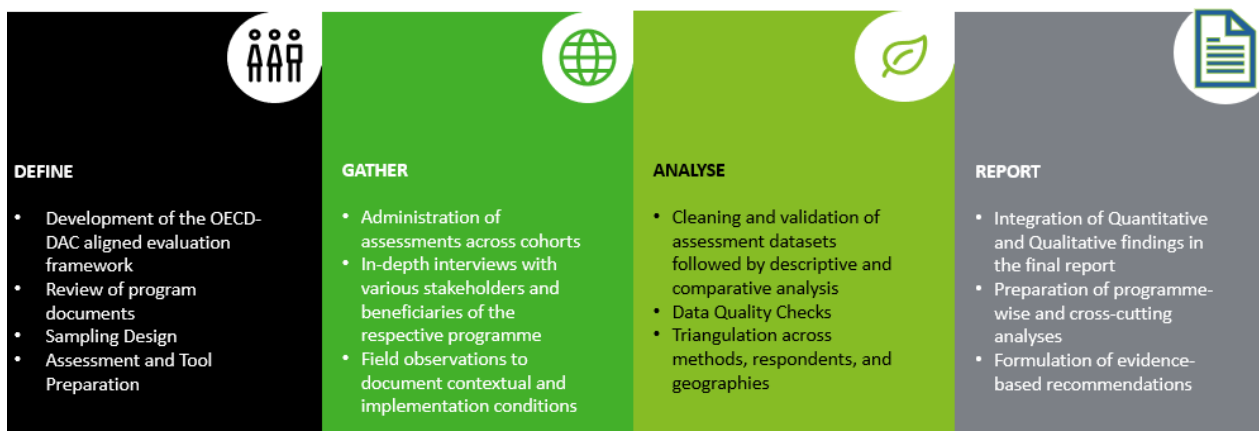 DEFINE
• Development of the OECD-
DAC aligned evaluation
framework
• Review of program
documents
• Sampling Design
• Assessment and Tool
Preparation
GATHER
• Administration of
assessments across cohorts
• In-depth interviews with
various stakeholders and
beneficiaries of the
respective programme
• Field observations to
document contextual and
implementation conditions
ANALYSE
• Cleaning and validation of
assessment datasets
followed by descriptive and
comparative analysis
• Data Quality Checks
• Triangulation across
methods, respondents, and
geographies
REPORT
• Integration of Quantitative
and Qualitative findings in
the final report
• Preparation of programme-
wise and cross-cutting
analyses
• Formulation of evidence-
based recommendations